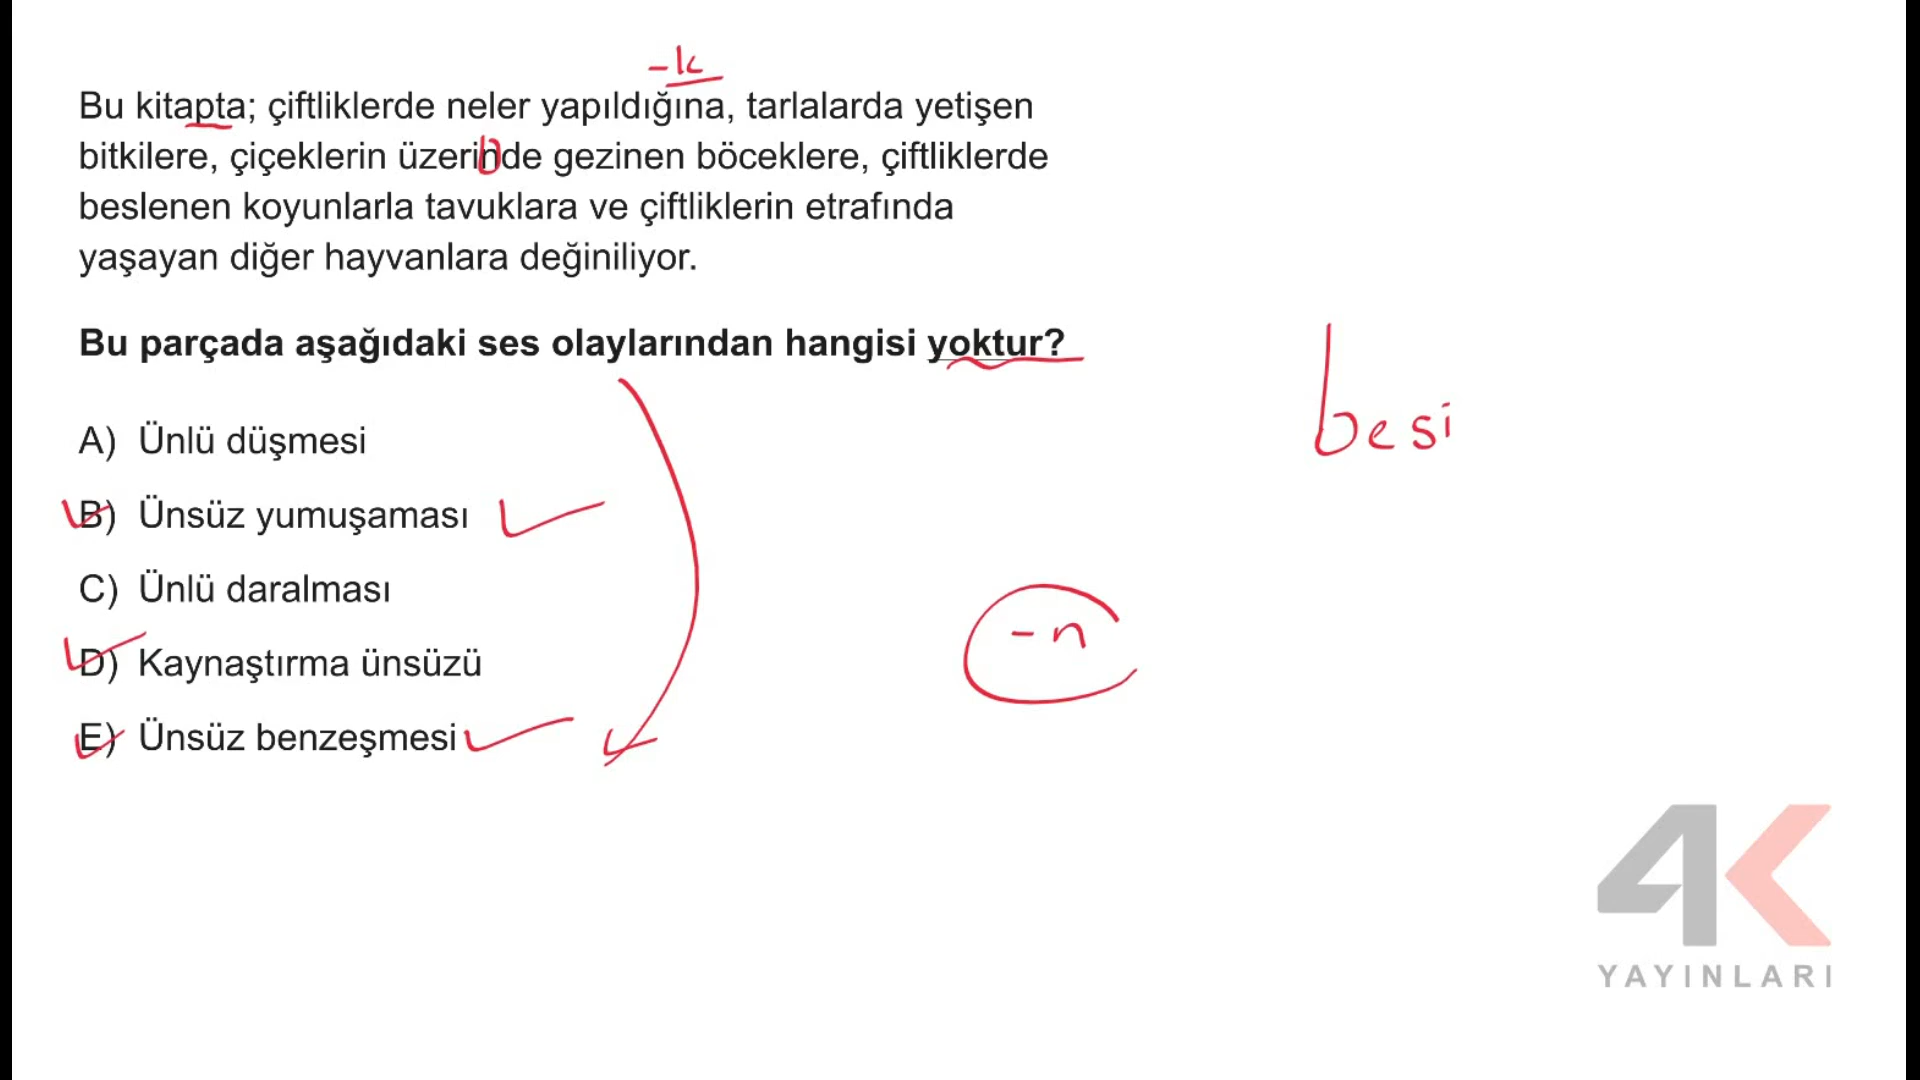 -k
Bu kitapta; çiftliklerde neler yapıldığına, tarlalarda yetişen
bitkilere, çiçeklerin üzerinde gezinen böceklere, çiftliklerde
beslenen koyunlarla tavuklara ve çiftliklerin etrafında
yaşayan diğer hayvanlara değiniliyor.
Bu parçada aşağıdaki ses olaylarından hangisi yoktur?
A) Ünlü düşmesi
besi
B) Ünsüz yumuşaması
C) Ünlü daralması
-n
D) Kaynaştırma ünsüzü
E) Ünsüz benzeşmesi
4K
YAYINLARI